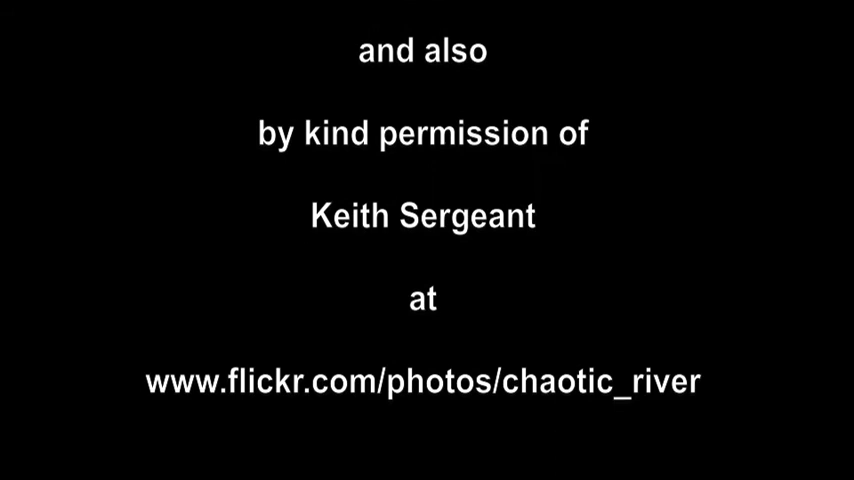 and also
by kind permission of
Keith Sergeant
at
www.flickr.com/photos/chaotic_river